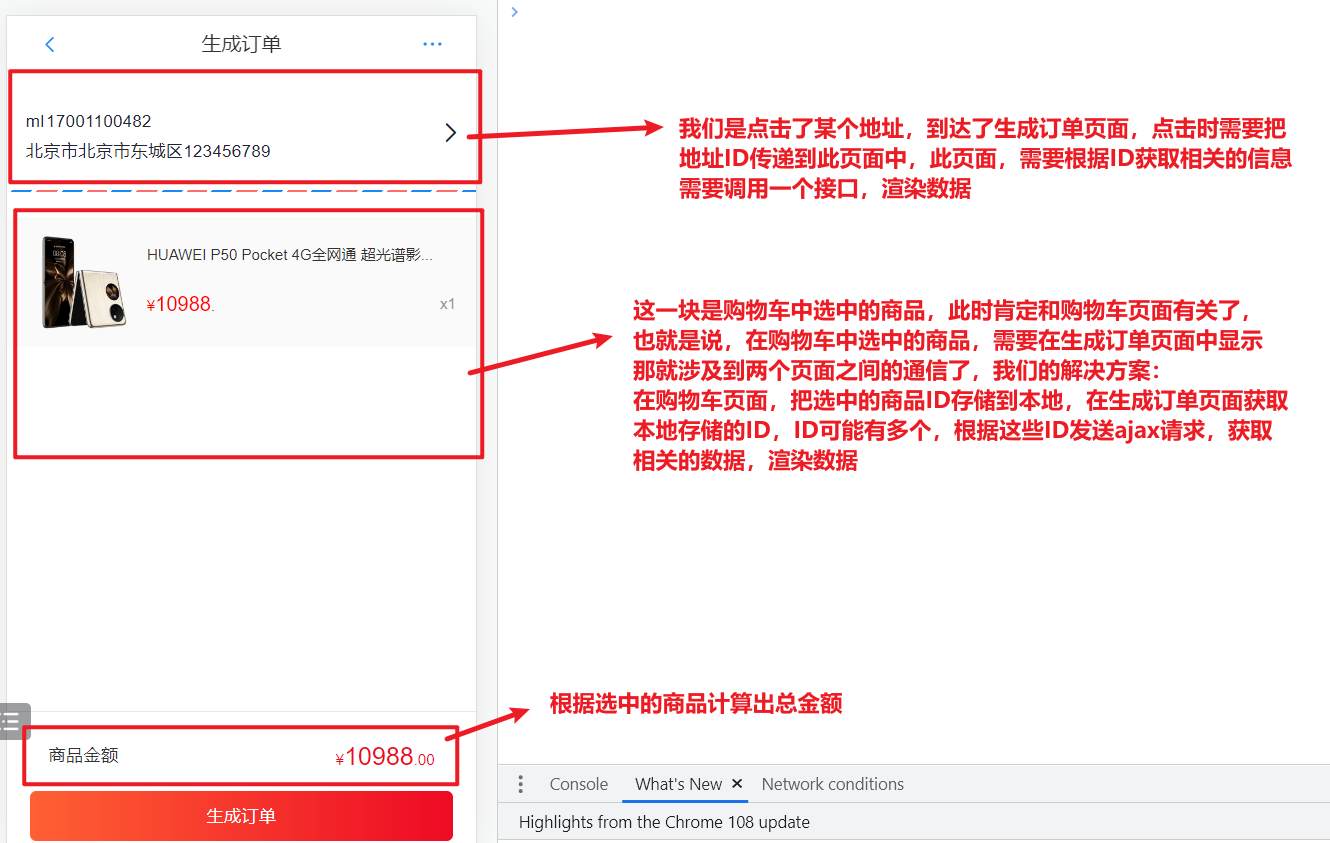 生成订单
ml17001100482
北京市北京市东城区123456789
我们是点击了某个地址，到达了生成订单页面，点击时需要把
地址ID传递到此页面中，此页面，需要根据ID获取相关的信息
需要调用一个接口，渲染数据
HUAWEI P50 Pocket 4G全网通 超光谱影...
¥10988.
x1
这一块是购物车中选中的商品，此时肯定和购物车页面有关了，
也就是说，在购物车中选中的商品，需要在生成订单页面中显示
那就涉及到两个页面之间的通信了，我们的解决方案：
在购物车页面，把选中的商品ID存储到本地，在生成订单页面获取
本地存储的ID，ID可能有多个，根据这些ID发送ajax请求，获取
相关的数据，渲染数据
根据选中的商品计算出总金额
商品金额
¥10988.00
生成订单
Console
What's New
Network conditions
Highlights from the Chrome 108 update